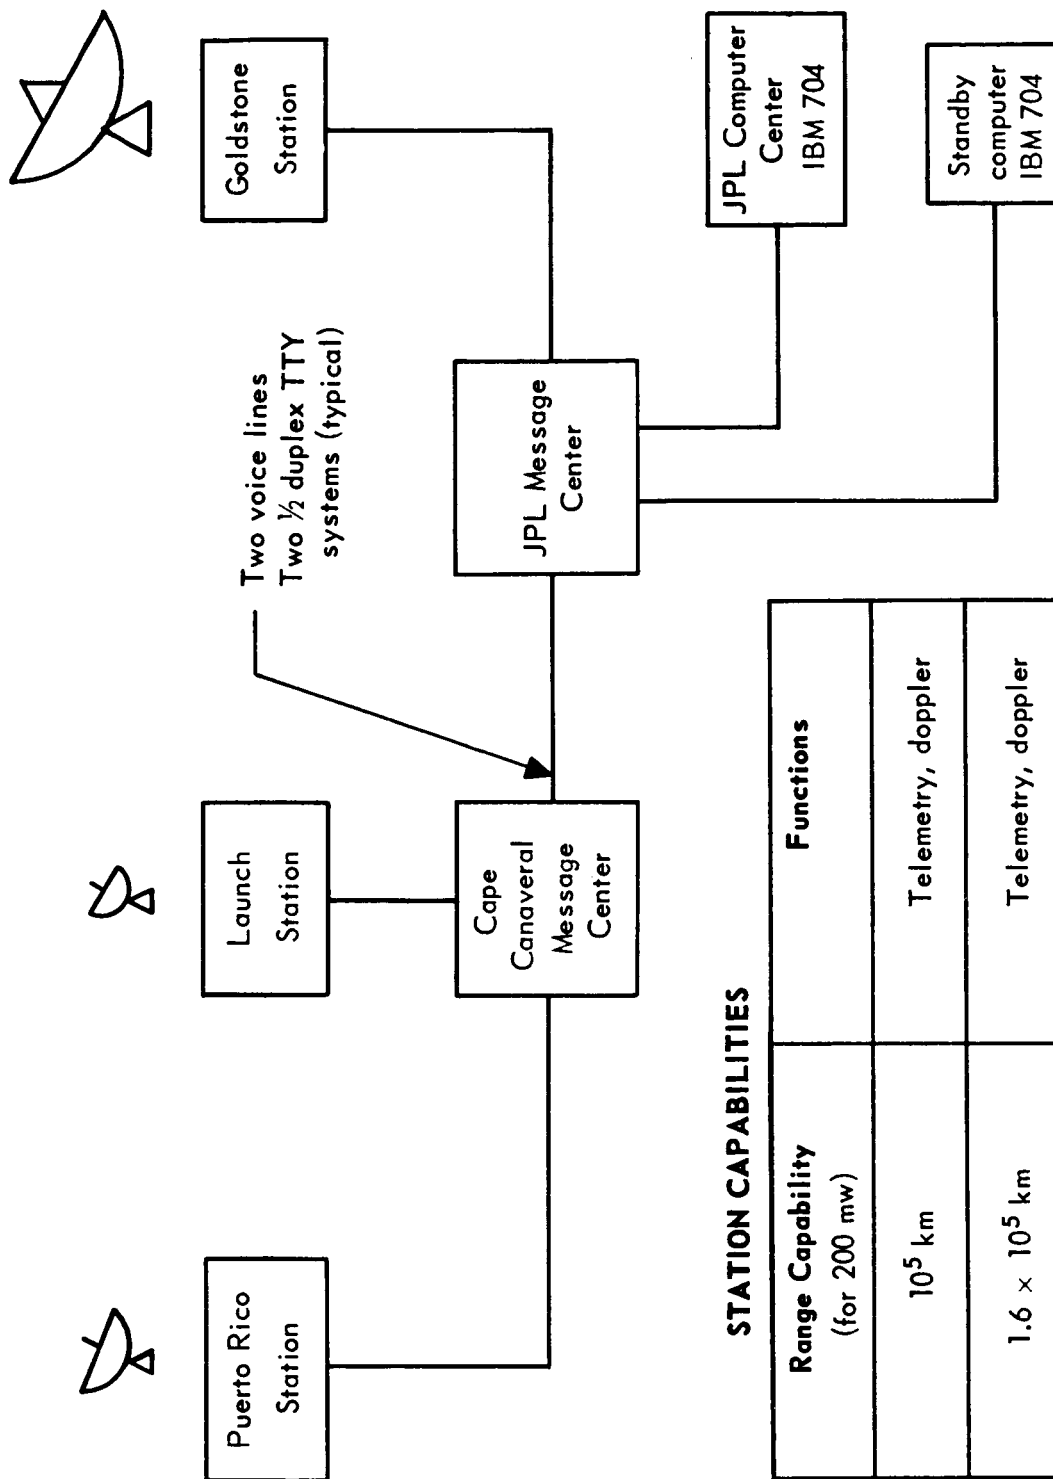 Puerto Rico
Station
Launch
Station
Goldstone
Station
Two voice lines
Two ½ duplex TTY
systems (typical)
Cape
Canaveral
Message
Center
JPL Message
Center
JPL Computer
Center
IBM 704
Standby
computer
IBM 704
STATION CAPABILITIES
Range Capability
(for 200 mw)
Functions
10⁵ km
Telemetry, doppler
1.6 × 10⁵ km
Telemetry, doppler